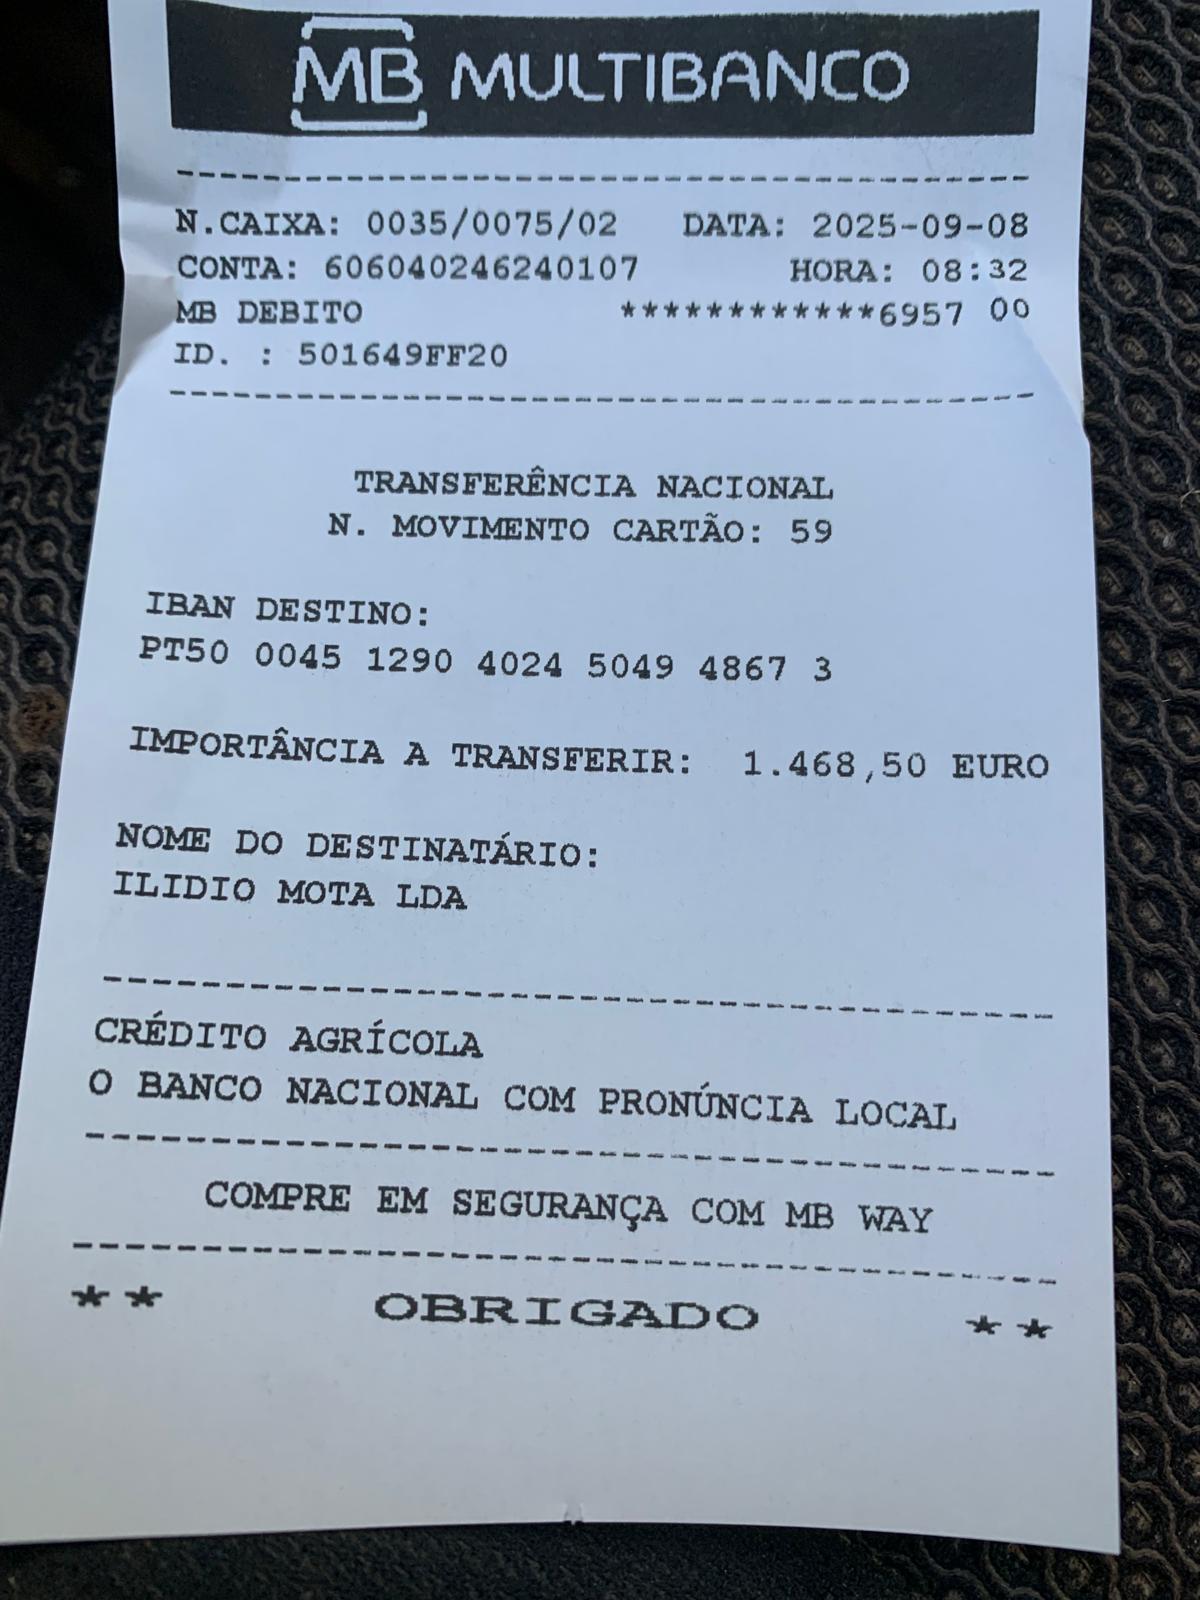 MB MULTIBANCO
N.CAIXA: 0035/0075/02 DATA: 2025-09-08
CONTA: 606040246240107 HORA: 08:32
MB DEBITO ************6957 00
ID. : 501649FF20
TRANSFERÊNCIA NACIONAL
N. MOVIMENTO CARTÃO: 59
IBAN DESTINO:
PT50 0045 1290 4024 5049 4867 3
IMPORTÂNCIA A TRANSFERIR: 1.468,50 EURO
NOME DO DESTINATÁRIO:
ILIDIO MOTA LDA
CRÉDITO AGRÍCOLA
O BANCO NACIONAL COM PRONÚNCIA LOCAL
COMPRE EM SEGURANÇA COM MB WAY
** OBRIGADO **